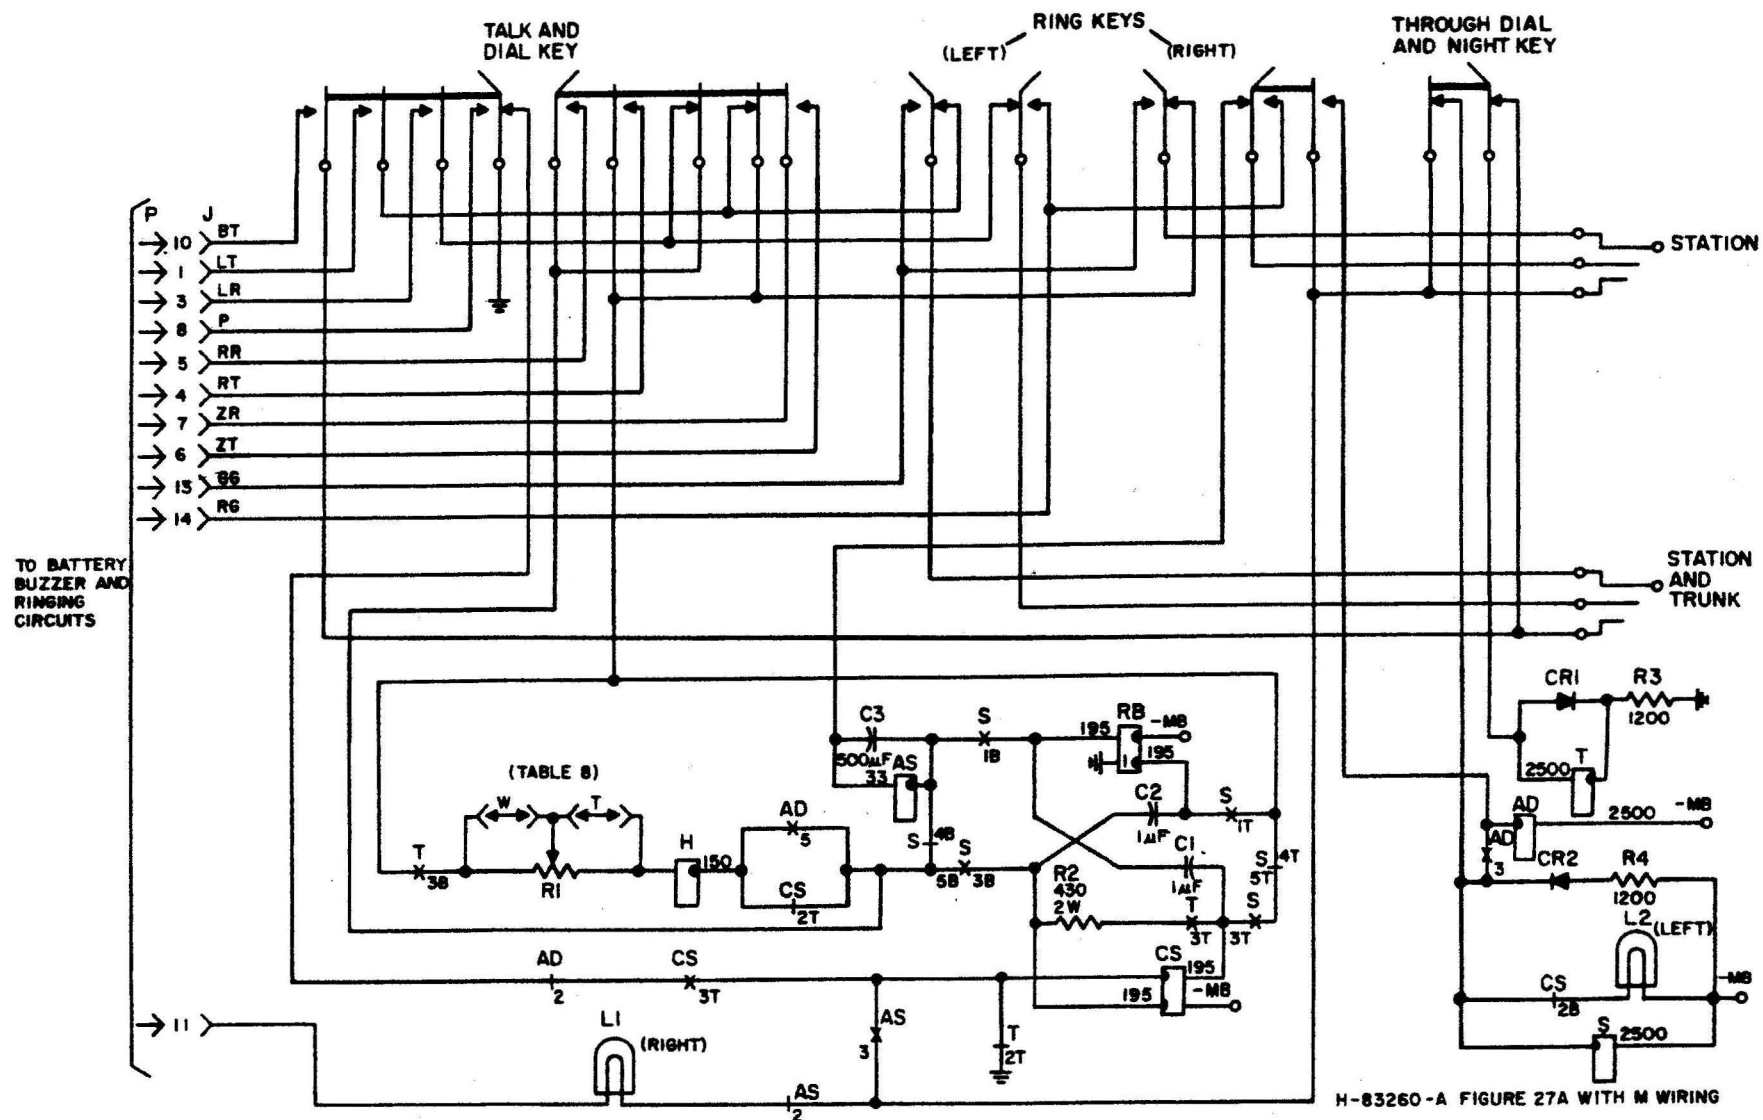 TALK AND
DIAL KEY
RING KEYS
(LEFT)
(RIGHT)
THROUGH DIAL
AND NIGHT KEY
P J
10 BT
1 LT
3 LR
8 P
5 RR
4 RT
7 ZR
6 ZT
13 BG
14 RG
STATION
TO BATTERY
BUZZER AND
RINGING
CIRCUITS
STATION
AND
TRUNK
CR1
R3
1200
C3
500µF
S
1B
195
RB
-MB
195
1
33 AS
T
2500
(TABLE 8)
W
T
AD
5
C2
1µF
S
1T
AD
2500
-MB
AD
3
T
3B
R1
H
150
CS
2T
S 4B
5B
S
3B
R2
430
2W
C1
1µF
S 4T
5T
T
3T
S
3T
CR2
R4
1200
L2
(LEFT)
AD
2
CS
3T
CS
195
195
-MB
CS
2B
-MB
11
L1
(RIGHT)
AS
3
T
2T
AS
2
S
2500
H-83260-A FIGURE 27A WITH M WIRING